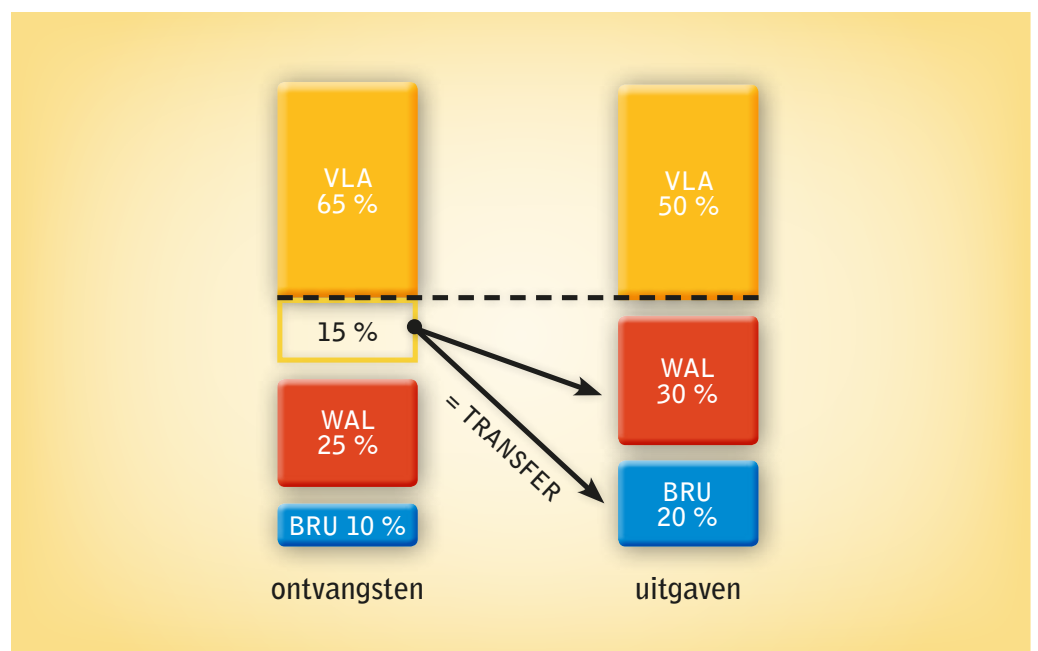 VLA
65 %
15 %
WAL
25 %
BRU 10 %
ontvangsten
= TRANSFER
VLA
50 %
WAL
30 %
BRU
20 %
uitgaven